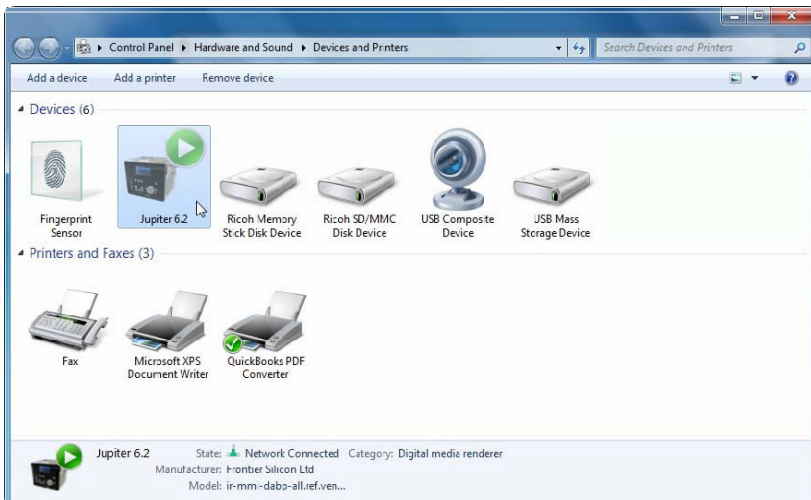 Control Panel ▸ Hardware and Sound ▸ Devices and Printers
Search Devices and Printers
Add a device Add a printer Remove device
Devices (6)
Fingerprint Sensor
Jupiter 6.2
Ricoh Memory Stick Disk Device
Ricoh SD/MMC Disk Device
USB Composite Device
USB Mass Storage Device
Printers and Faxes (3)
Fax
Microsoft XPS Document Writer
QuickBooks PDF Converter
Jupiter 6.2 State: Network Connected Category: Digital media renderer
Manufacturer: Frontier Silicon Ltd
Model: ir-mmi-dabp-all.ref.ven...